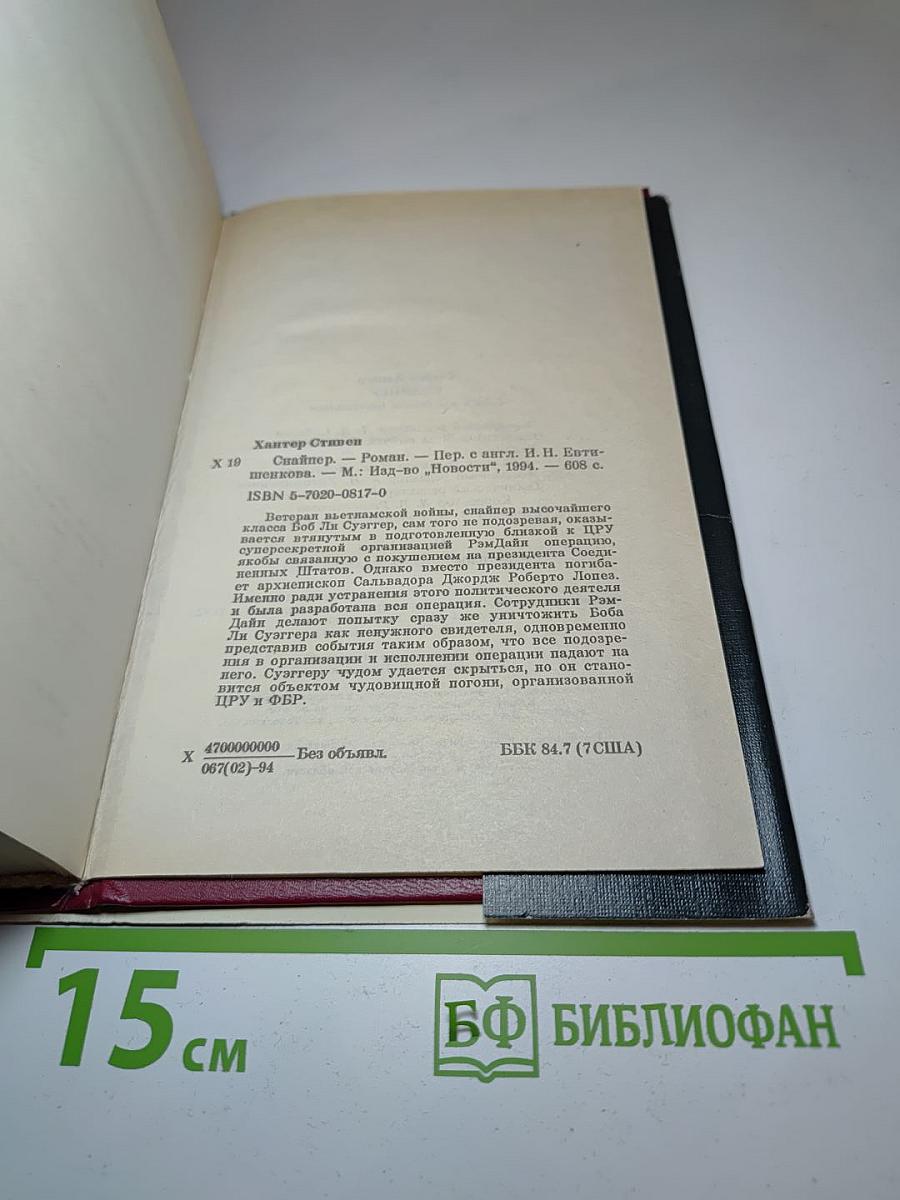 Хантер Стивен
Х 19 Снайпер. — Роман. — Пер. с англ. И. Н. Евти-
шенкова. — М.: Изд-во „Новости“, 1994. — 608 с.
ISBN 5-7020-0817-0
Ветеран вьетнамской войны, снайпер высочайшего
класса Боб Ли Суэггер, сам того не подозревая, оказы-
вается втянутым в подготовленную близкой к ЦРУ
суперсекретной организацией РэмДайн операцию,
якобы связанную с покушением на президента Соеди-
ненных Штатов. Однако вместо президента погиба-
ет архиепископ Сальвадора Джордж Роберто Лопез.
Именно ради устранения этого политического деятеля
и была разработана вся операция. Сотрудники Рэм-
Дайн делают попытку сразу же уничтожить Боба
Ли Суэггера как ненужного свидетеля, одновременно
представив события таким образом, что все подозре-
ния в организации и исполнении операции падают на
него. Суэггеру чудом удается скрыться, но он стано-
вится объектом чудовищной погони, организованной
ЦРУ и ФБР.
Х 4700000000
067(02)-94 Без объявл. ББК 84.7 (7США)
15 см БФ БИБЛИОФАН